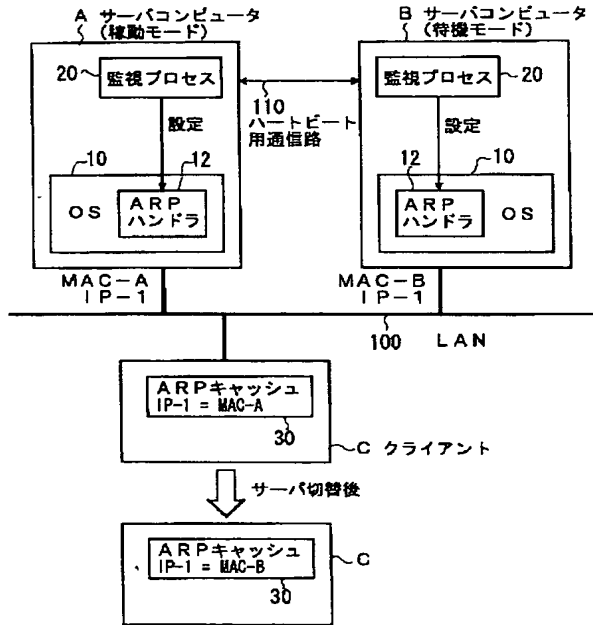 A サーバコンピュータ
(稼動モード)
B サーバコンピュータ
(待機モード)
20
監視プロセス
監視プロセス
20
110
ハートビート
用通信路
設定
設定
10
12
12
10
OS
ARP
ハンドラ
ARP
ハンドラ
OS
MAC-A
IP-1
MAC-B
IP-1
100
LAN
ARPキャッシュ
IP-1 = MAC-A
30
C クライアント
サーバ切替後
ARPキャッシュ
IP-1 = MAC-B
30
C